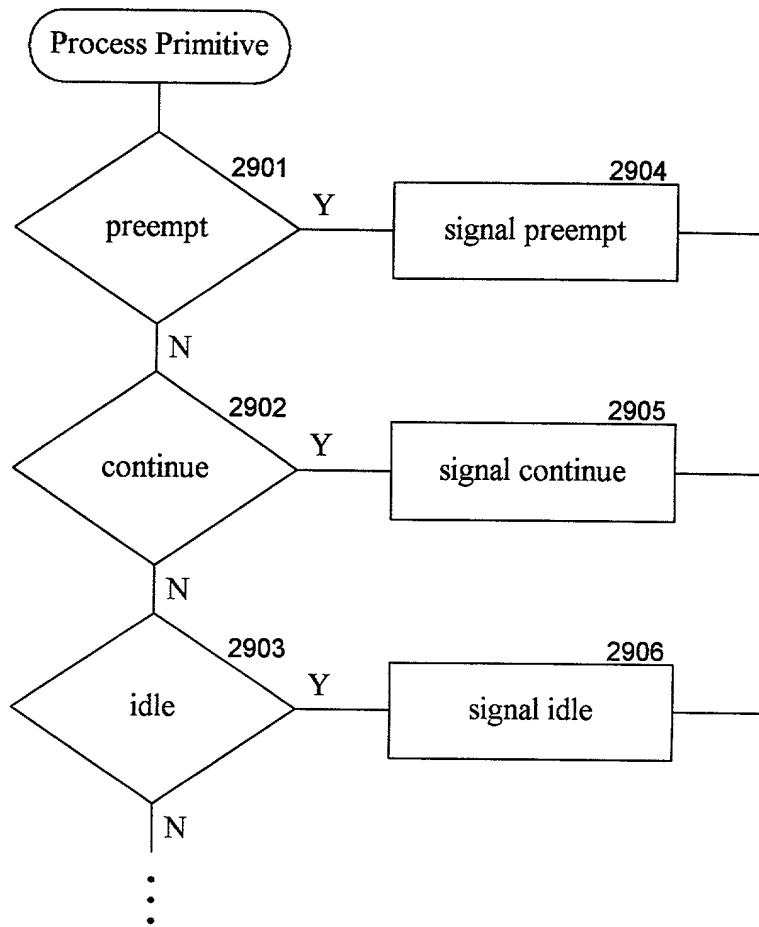 Process Primitive
2901
preempt
Y
2904
signal preempt
N
2902
continue
Y
2905
signal continue
N
2903
idle
Y
2906
signal idle
N